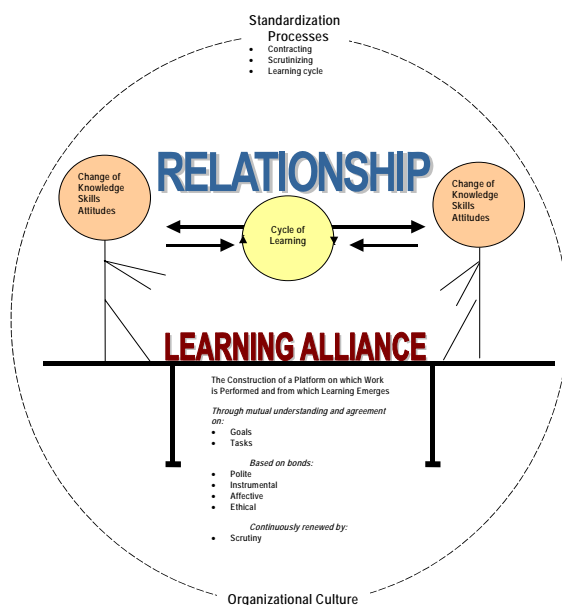 Standardization
Processes
• Contracting
• Scrutinizing
• Learning cycle
RELATIONSHIP
Change of
Knowledge
Skills
Attitudes
Cycle of
Learning
Change of
Knowledge
Skills
Attitudes
LEARNING ALLIANCE
The Construction of a Platform on which Work
is Performed and from which Learning Emerges
Through mutual understanding and agreement
on:
• Goals
• Tasks
Based on bonds:
• Polite
• Instrumental
• Affective
• Ethical
Continuously renewed by:
• Scrutiny
Organizational Culture